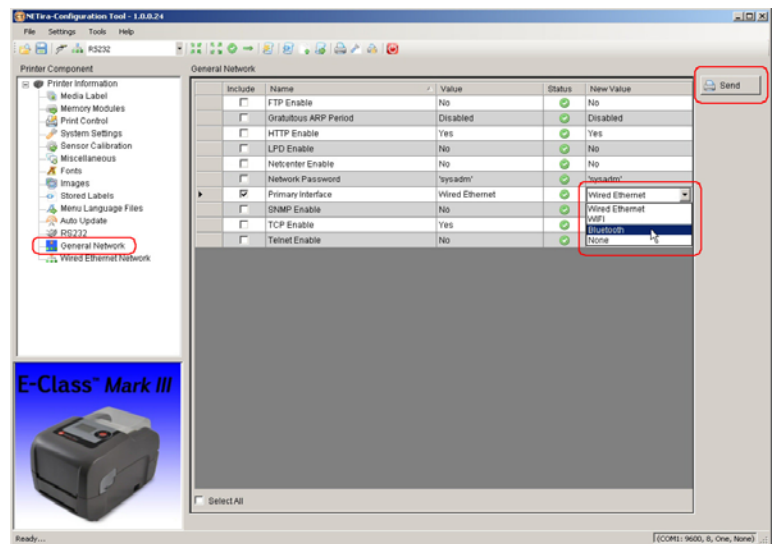 NETira-Configuration Tool - 1.0.0.24
File Settings Tools Help
RS232
Printer Component
Printer Information
Media Label
Memory Modules
Print Control
System Settings
Sensor Calibration
Miscellaneous
Fonts
Images
Stored Labels
Menu Language Files
Auto Update
RS232
General Network
Wired Ethernet Network
E-Class™ Mark III
General Network
Include Name Value Status New Value
FTP Enable No No
Gratuitous ARP Period Disabled Disabled
HTTP Enable Yes Yes
LPD Enable No No
Netcenter Enable No No
Network Password 'sysadm' 'sysadm'
Primary Interface Wired Ethernet Wired Ethernet
SNMP Enable No Wired Ethernet
WIFI
TCP Enable Yes Bluetooth
Telnet Enable No None
Select All
Send
Ready... (COM1: 9600, 8, One, None)